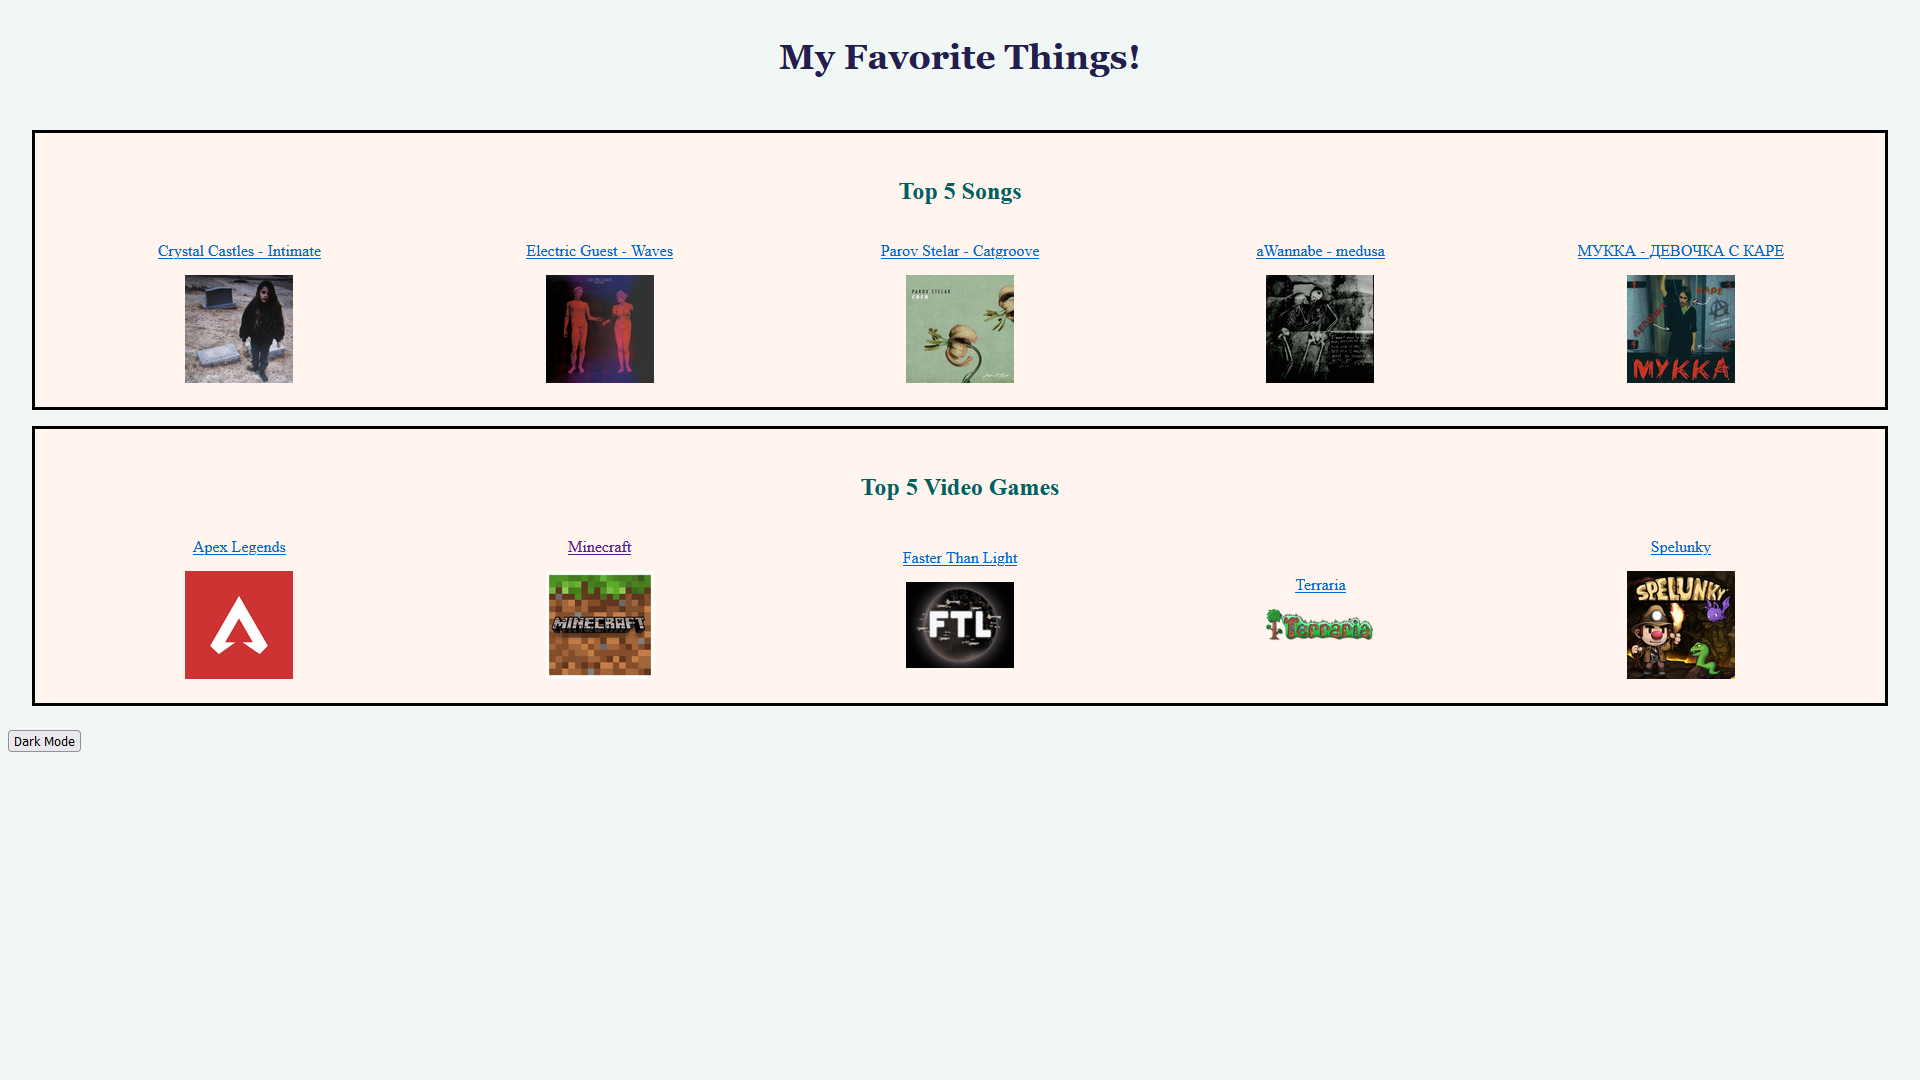 My Favorite Things!
Top 5 Songs
Crystal Castles - Intimate
Electric Guest - Waves
Parov Stelar - Catgroove
aWannabe - medusa
МУККА - ДЕВОЧКА С КАРЕ
PAROV STELAR
COCO
КАРЕ
МУККА
Top 5 Video Games
Apex Legends
Minecraft
Faster Than Light
Terraria
Spelunky
MINECRAFT
FTL
Terraria
SPELUNKY
Dark Mode